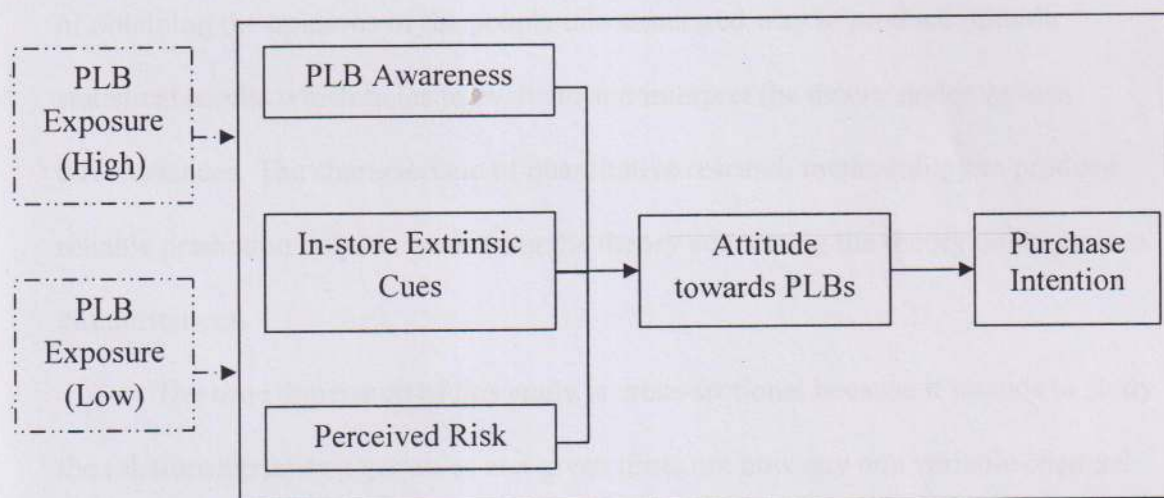 PLB
Exposure
(High)
PLB
Exposure
(Low)
PLB Awareness
In-store Extrinsic
Cues
Perceived Risk
Attitude
towards PLBs
Purchase
Intention